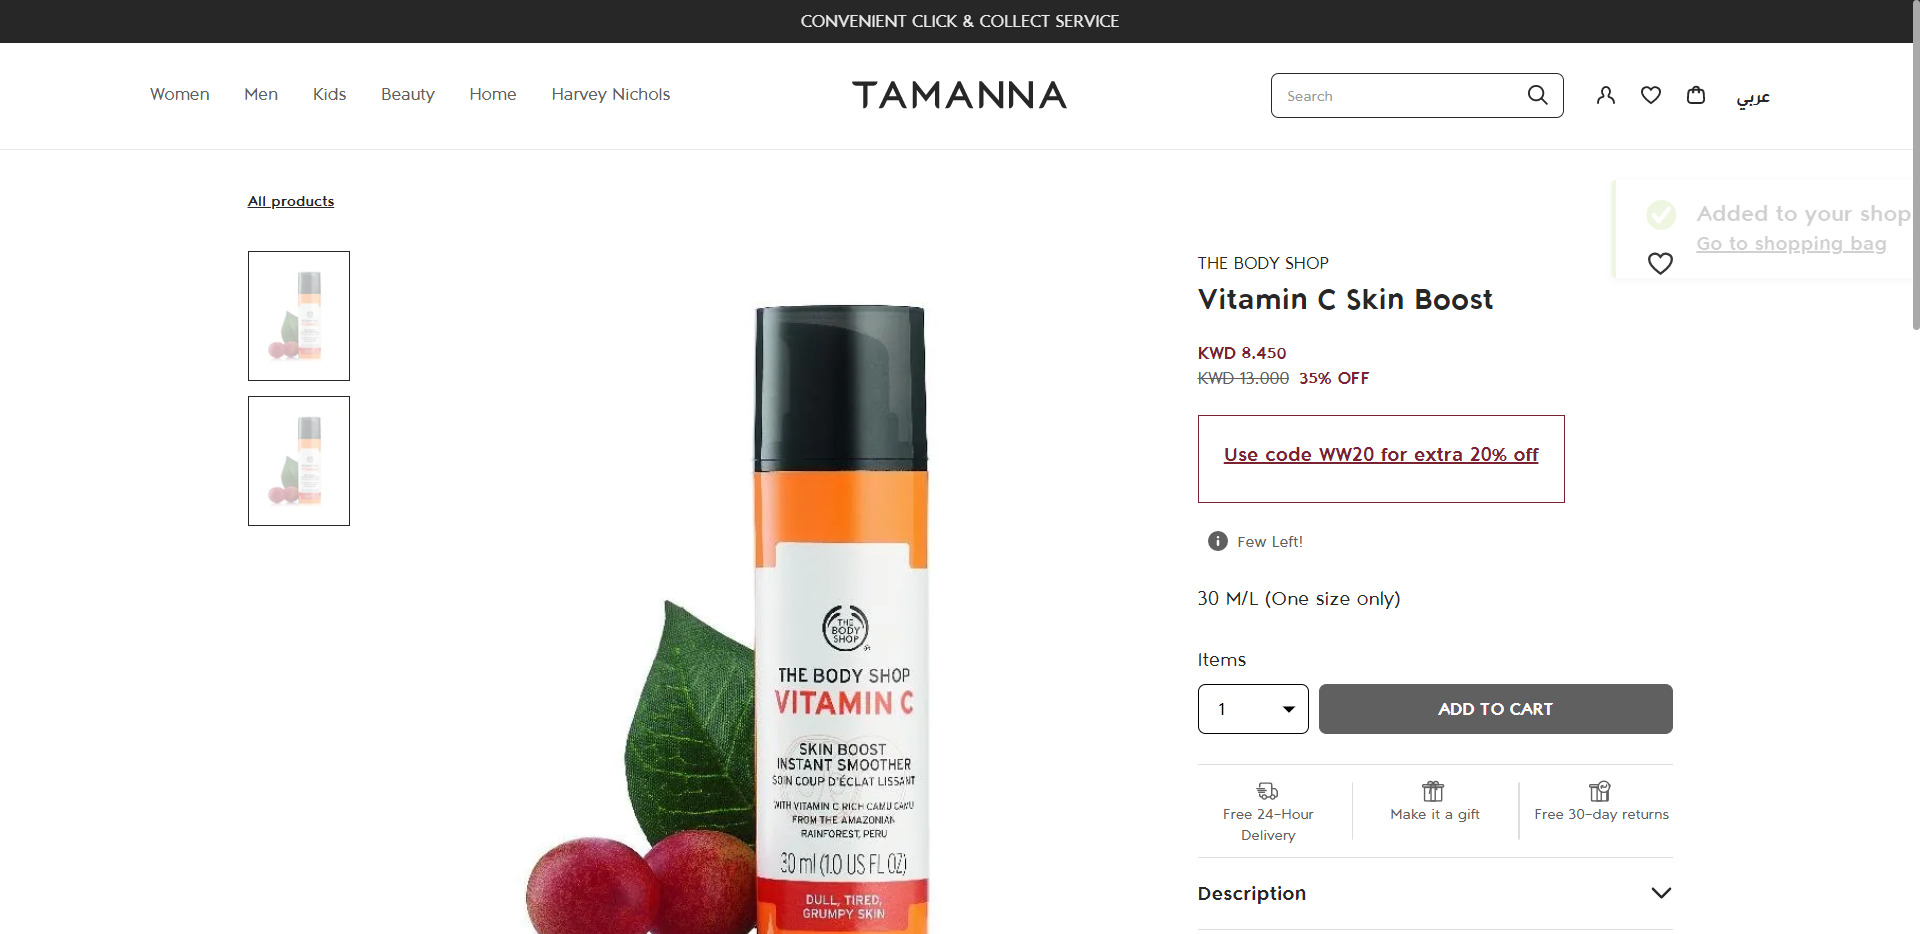 CONVENIENT CLICK & COLLECT SERVICE
Women Men Kids Beauty Home Harvey Nichols
TAMANNA
Search
عربي
All products
Added to your shop
Go to shopping bag
THE BODY SHOP
Vitamin C Skin Boost
KWD 8.450
KWD 13.000 35% OFF
Use code WW20 for extra 20% off
Few Left!
30 M/L (One size only)
Items
1
ADD TO CART
Free 24-Hour
Delivery
Make it a gift
Free 30-day returns
Description
THE
BODY
SHOP
THE BODY SHOP
VITAMIN C
SKIN BOOST
INSTANT SMOOTHER
SOIN COUP D'ÉCLAT LISSANT
WITH VITAMIN C RICH CAMU CAMU
FROM THE AMAZONIAN
RAINFOREST, PERU
30 ml (1.0 US FL OZ)
DULL, TIRED,
GRUMPY SKIN